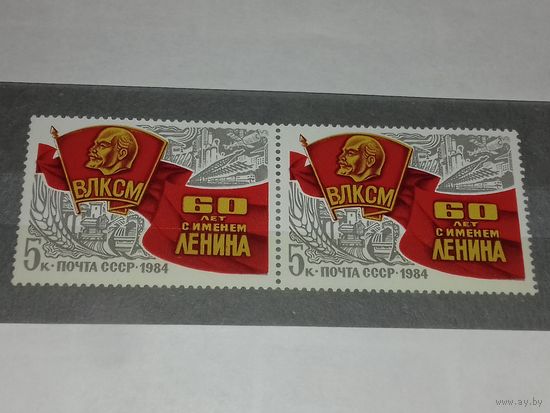 ВЛКСМ
60
ЛЕТ
С ИМЕНЕМ
ЛЕНИНА
5к·ПОЧТА СССР·1984
ВЛКСМ
60
ЛЕТ
С ИМЕНЕМ
ЛЕНИНА
5к·ПОЧТА СССР·1984
© www.ay.by